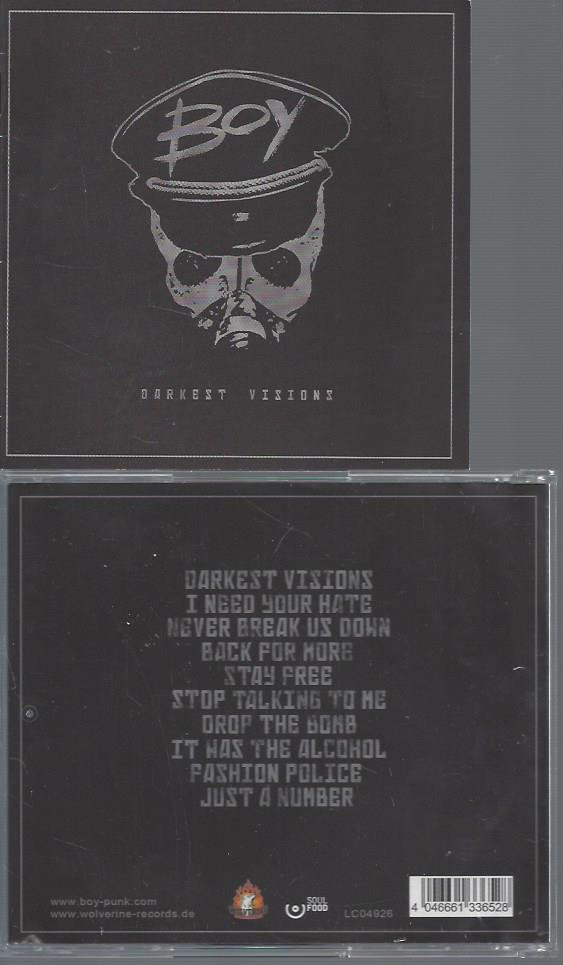 BOY
DARKEST VISIONS
DARKEST VISIONS
I NEED YOUR HATE
NEVER BREAK US DOWN
BACK FOR MORE
STAY FREE
STOP TALKING TO ME
DROP THE BOMB
IT WAS THE ALCOHOL
FASHION POLICE
JUST A NUMBER
www.boy-punk.com
www.wolverine-records.de
SOUL
FOOD
LC04926
4 046661 336528